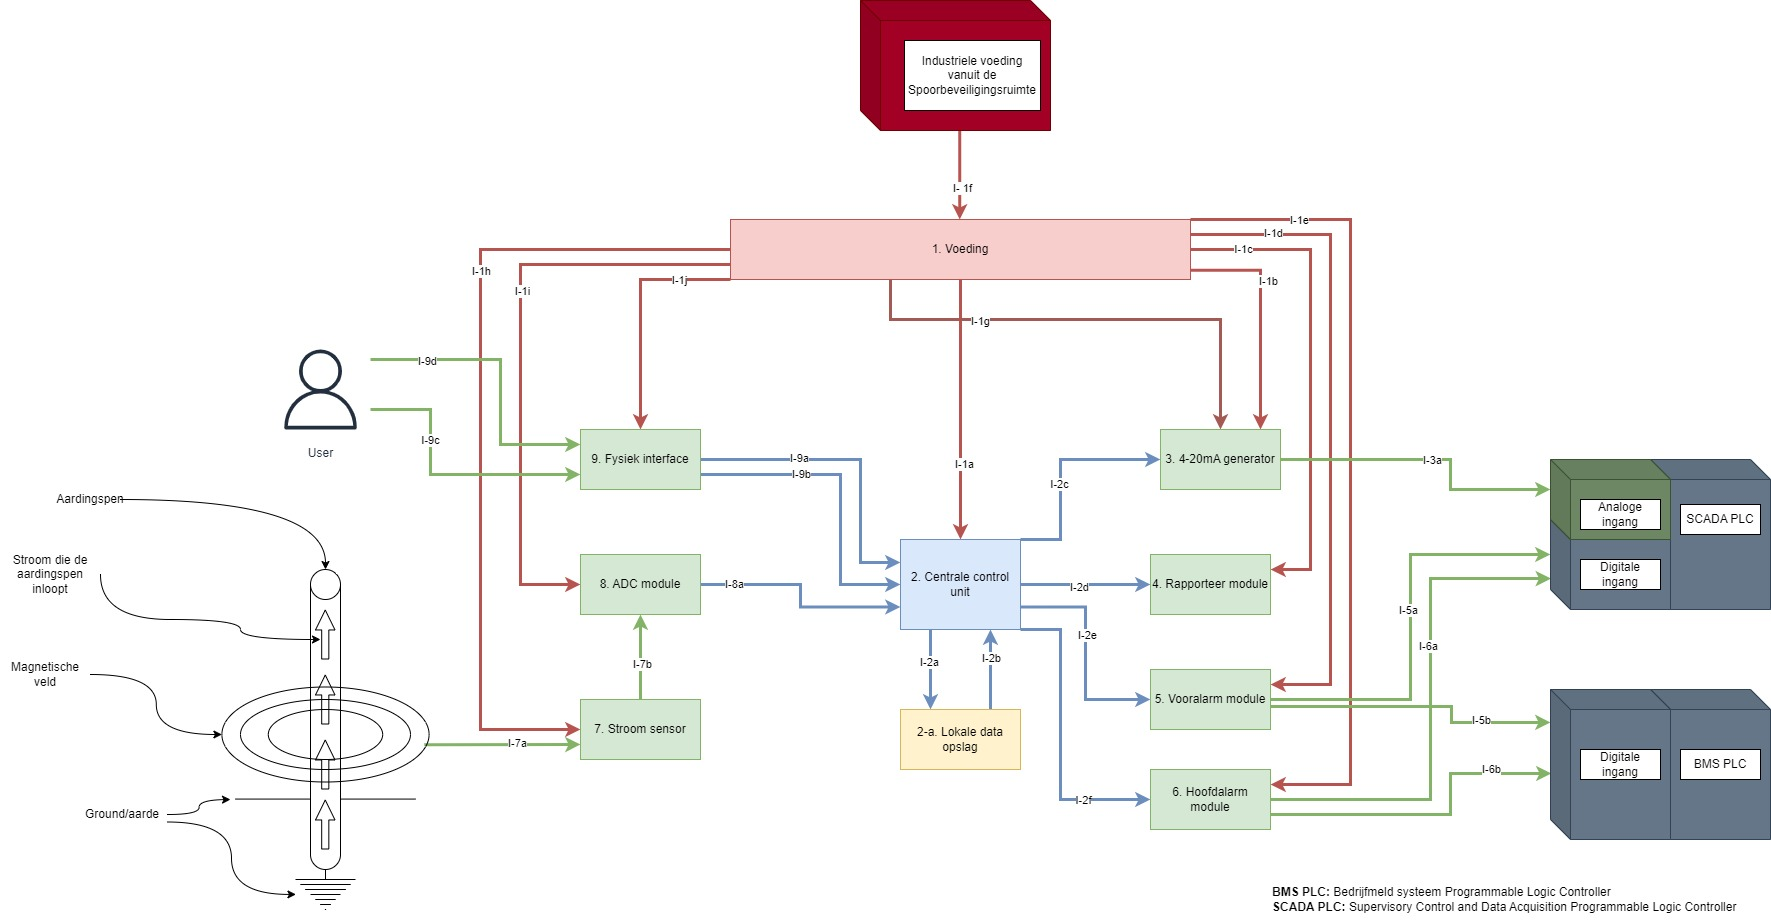 Industriele voeding
vanuit de
Spoorbeveiligingsruimte
I- 1f
1. Voeding
I-1e
I-1d
I-1c
I-1b
I-1h
I-1i
I-1j
I-1g
I-9d
I-9c
User
9. Fysiek interface
I-9a
I-9b
I-1a
I-2c
3. 4-20mA generator
I-3a
Analoge
ingang
SCADA PLC
Digitale
ingang
Aardingspen
Stroom die de
aardingspen
inloopt
8. ADC module
I-8a
2. Centrale control
unit
I-2d
4. Rapporteer module
I-5a
I-6a
I-2e
I-2a
I-2b
I-7b
Magnetische
veld
7. Stroom sensor
I-7a
2-a. Lokale data
opslag
5. Vooralarm module
I-5b
Digitale
ingang
BMS PLC
I-6b
I-2f
6. Hoofdalarm
module
Ground/aarde
BMS PLC: Bedrijfmeld systeem Programmable Logic Controller
SCADA PLC: Supervisory Control and Data Acquisition Programmable Logic Controller